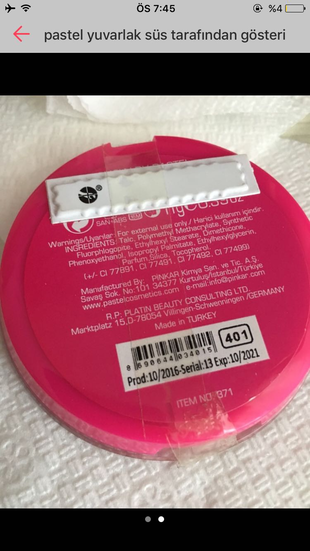 ÖS 7:45
%4
pastel yuvarlak süs tarafından gösteri
Warnings/Uyarılar: For external use only / Harici kullanım içindir.
INGREDIENTS: Talc, Polymethyl Methacrylate, Synthetic
Fluorphlogopite, Ethylhexyl Stearate, Dimethicone,
Phenoxyethanol, Isopropyl Palmitate, Ethylhexylglycerin,
Parfum, Silica, Tocopherol.
(+/- CI 77891, CI 77491, CI 77492, CI 77499)
Manufactured By: PINKAR Kimya San. ve Tic. A.Ş.
Savaş Sok. No:101 34377 Kurtuluş/İstanbul/Türkiye
www.pastelcosmetics.com - e-mail:info@pinkar.com
R.P: PLATIN BEAUTY CONSULTING LTD.
Marktplatz 15,D-78054 Villingen-Schwenningen /GERMANY
Made in TURKEY
401
8690644034015
Prod:10/2016-Serial:13 Exp:10/2021
ITEM NO: 371